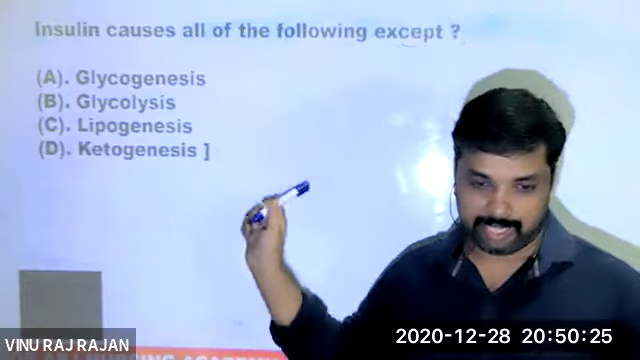 Insulin causes all of the following except ?
(A). Glycogenesis
(B). Glycolysis
(C). Lipogenesis
(D). Ketogenesis ]
VINU RAJ RAJAN
2020-12-28 20:50:25